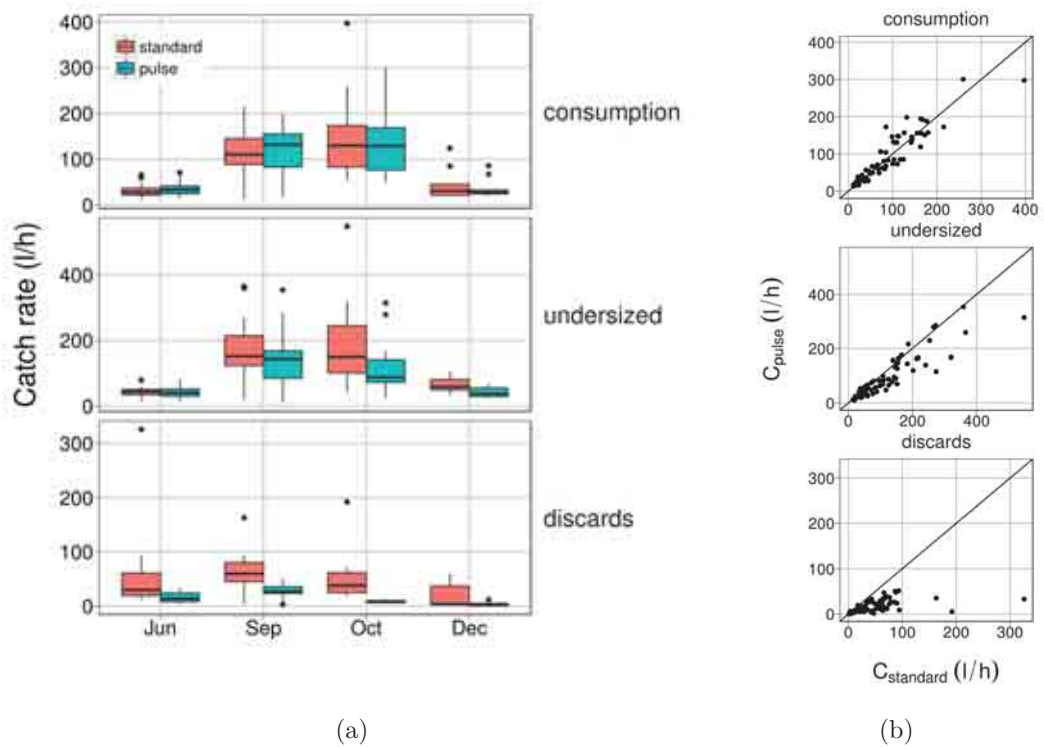 standard
pulse
400
300
200
100
0
consumption
400
200
0
undersized
300
200
100
0
discards
Jun Sep Oct Dec
Catch rate (l/h)
(a)
consumption
400
300
200
100
0
0 100 200 300 400
undersized
400
200
0
0 200 400
discards
300
200
100
0
0 100 200 300
C_pulse (l/h)
C_standard (l/h)
(b)